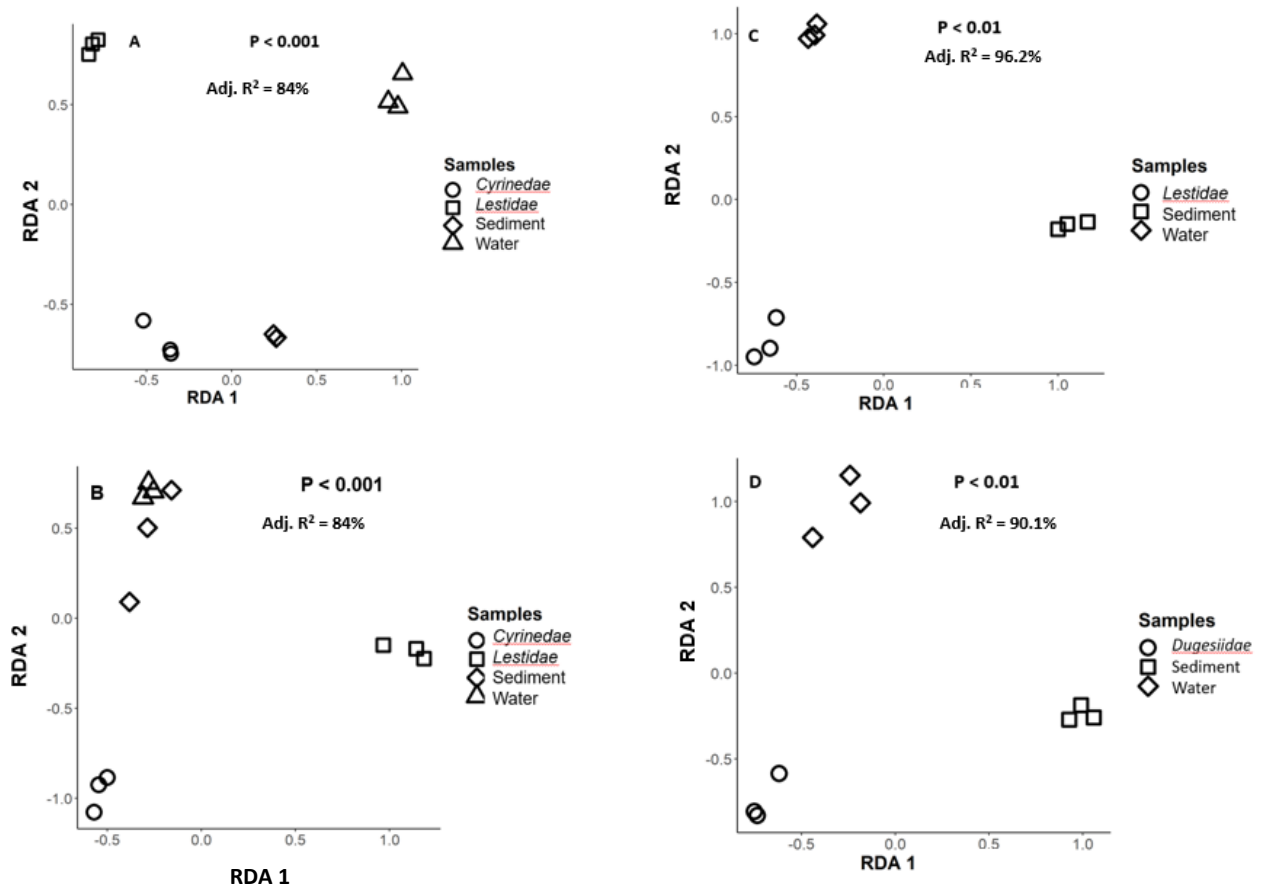 A
P < 0.001
Adj. R² = 84%
0.5
0.0
-0.5
RDA 2
-0.5
0.0
0.5
1.0
RDA 1
Samples
Cyrinedae
Lestidae
Sediment
Water
C
P < 0.01
Adj. R² = 96.2%
1.0
0.5
0.0
-0.5
-1.0
RDA 2
-0.5
0.0
0.5
1.0
RDA 1
Samples
Lestidae
Sediment
Water
B
P < 0.001
Adj. R² = 84%
0.5
0.0
-0.5
-1.0
RDA 2
-0.5
0.0
0.5
1.0
RDA 1
Samples
Cyrinedae
Lestidae
Sediment
Water
D
P < 0.01
Adj. R² = 90.1%
1.0
0.5
0.0
-0.5
RDA 2
-0.5
0.0
0.5
1.0
RDA 1
Samples
Dugesiidae
Sediment
Water